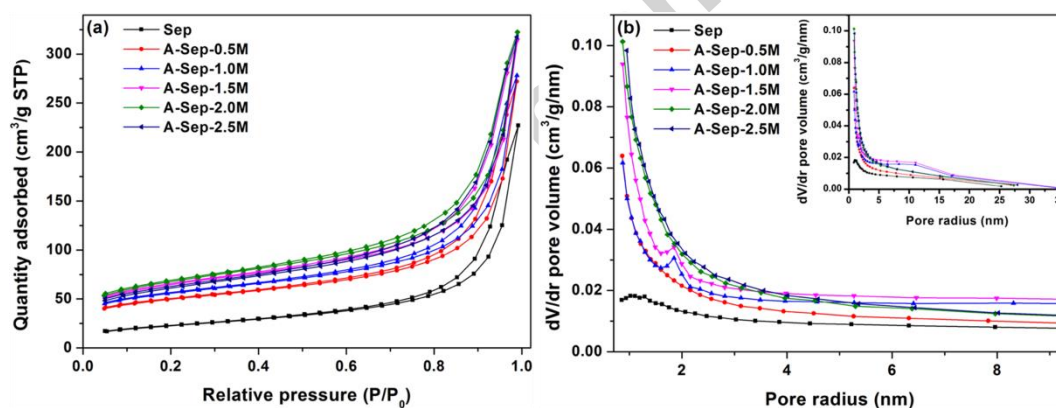 (a)
Sep
A-Sep-0.5M
A-Sep-1.0M
A-Sep-1.5M
A-Sep-2.0M
A-Sep-2.5M
Quantity adsorbed (cm³/g STP)
300
250
200
150
100
50
0
0.0 0.2 0.4 0.6 0.8 1.0
Relative pressure (P/P₀)
(b)
Sep
A-Sep-0.5M
A-Sep-1.0M
A-Sep-1.5M
A-Sep-2.0M
A-Sep-2.5M
dV/dr pore volume (cm³/g/nm)
0.10
0.08
0.06
0.04
0.02
0.00
2 4 6 8
Pore radius (nm)
dV/dr pore volume (cm³/g/nm)
0.10
0.08
0.06
0.04
0.02
0.00
0 5 10 15 20 25 30
Pore radius (nm)